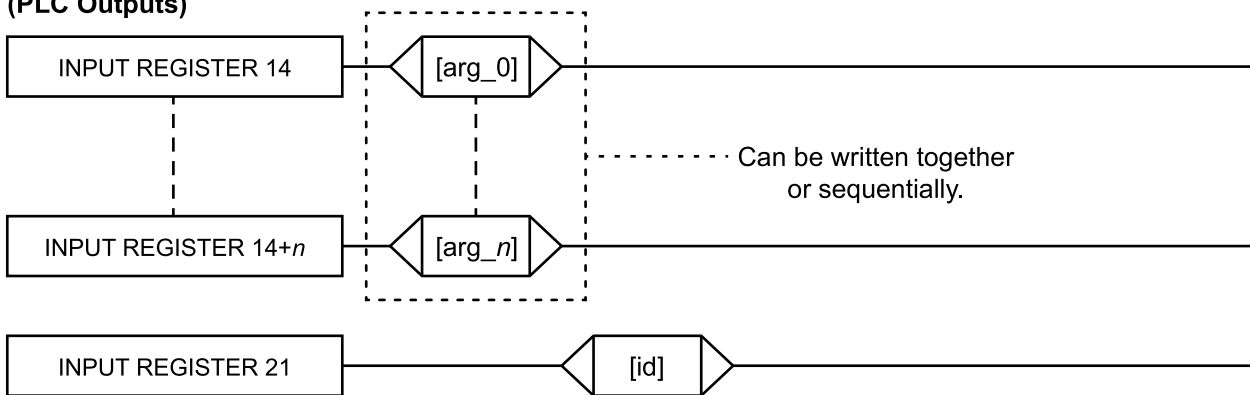 (PLC Outputs)
INPUT REGISTER 14
[arg_0]
Can be written together
or sequentially.
INPUT REGISTER 14+n
[arg_n]
INPUT REGISTER 21
[id]